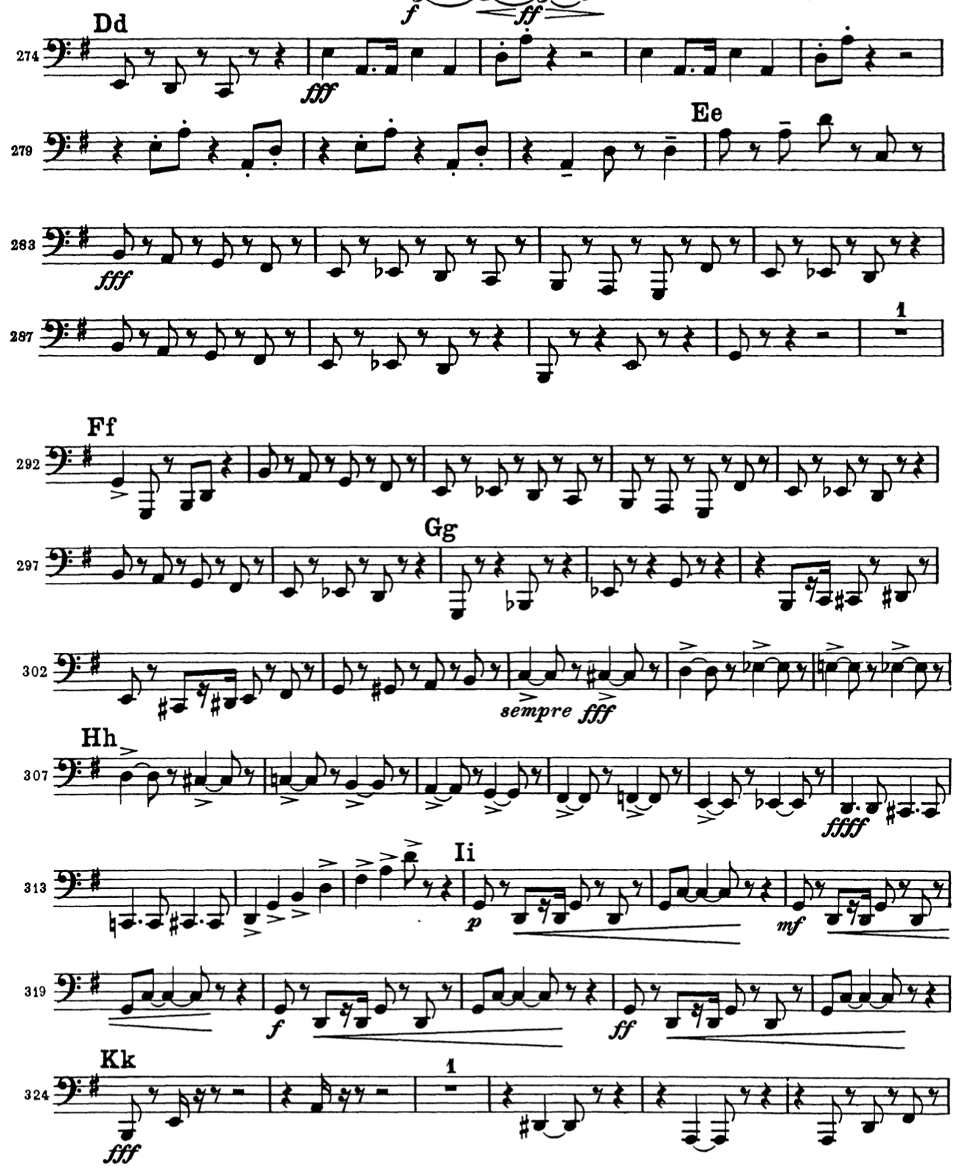 f ff
Dd
274 fff
Ee
279
283 fff
1
287
Ff
292
Gg
297
302 sempre fff
Hh
307 ffff
Ii
313 p mf
319 f ff
Kk
1
324 fff